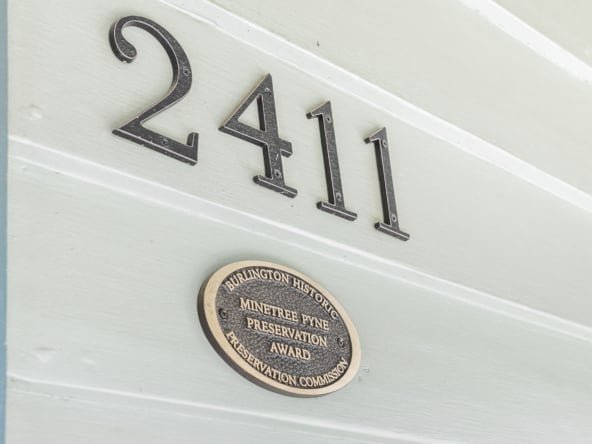 2411
BURLINGTON HISTORIC
MINETREE PYNE
PRESERVATION
AWARD
PRESERVATION COMMISSION